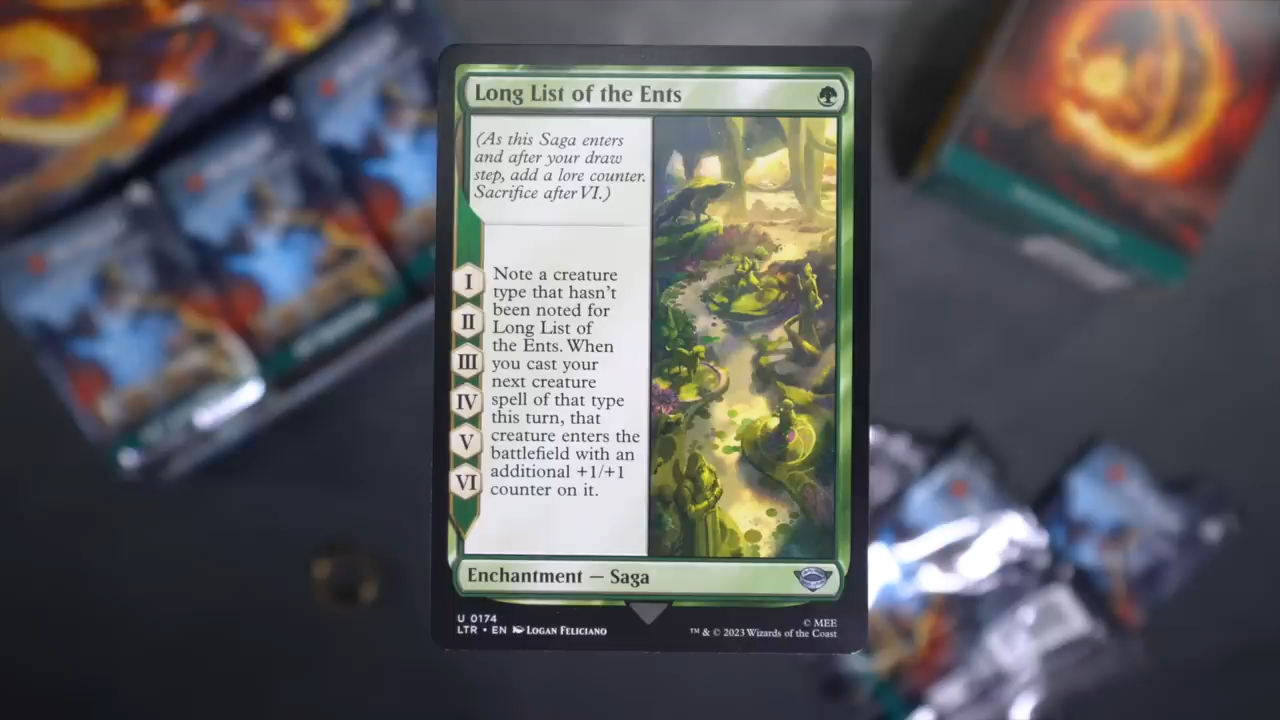 Long List of the Ents
(As this Saga enters
and after your draw
step, add a lore counter.
Sacrifice after VI.)
I
II
III
IV
V
VI
Note a creature
type that hasn't
been noted for
Long List of
the Ents. When
you cast your
next creature
spell of that type
this turn, that
creature enters the
battlefield with an
additional +1/+1
counter on it.
Enchantment — Saga
U 0174
LTR • EN LOGAN FELICIANO
© MEE
™ & © 2023 Wizards of the Coast